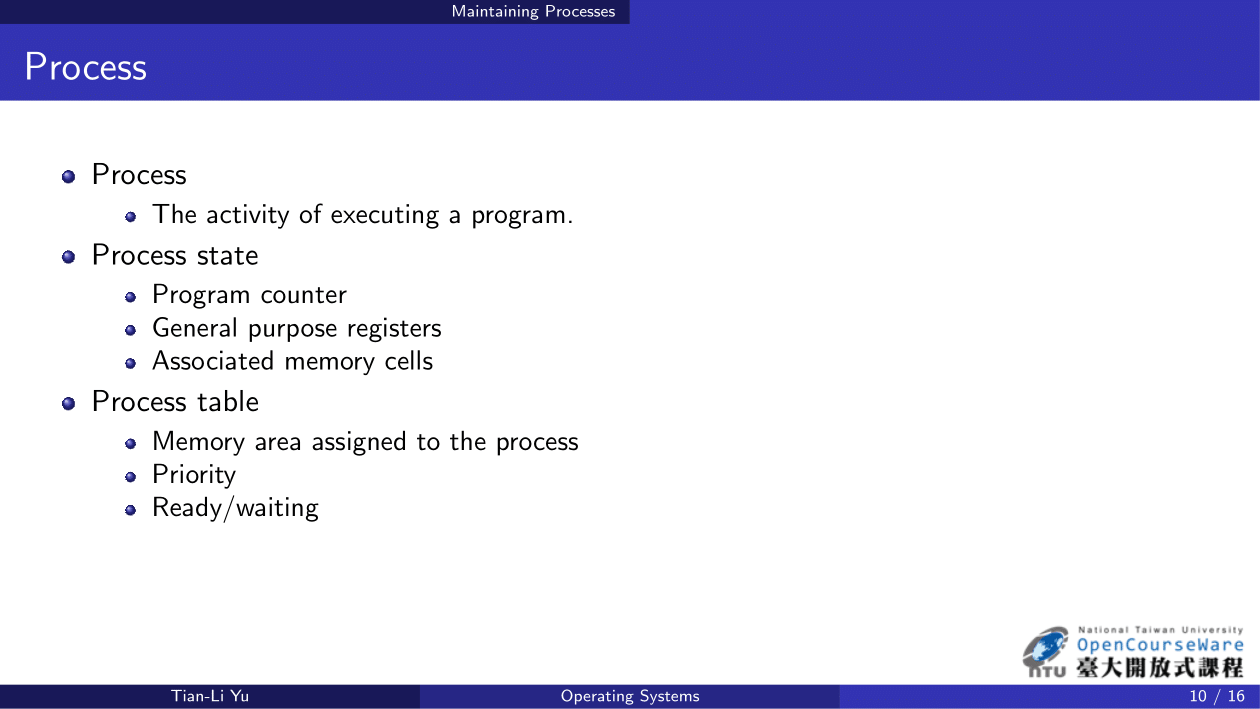 Maintaining Processes
Process
Process
The activity of executing a program.
Process state
Program counter
General purpose registers
Associated memory cells
Process table
Memory area assigned to the process
Priority
Ready/waiting
National Taiwan University
OpenCourseWare
NTU 臺大開放式課程
Tian-Li Yu
Operating Systems
10 / 16